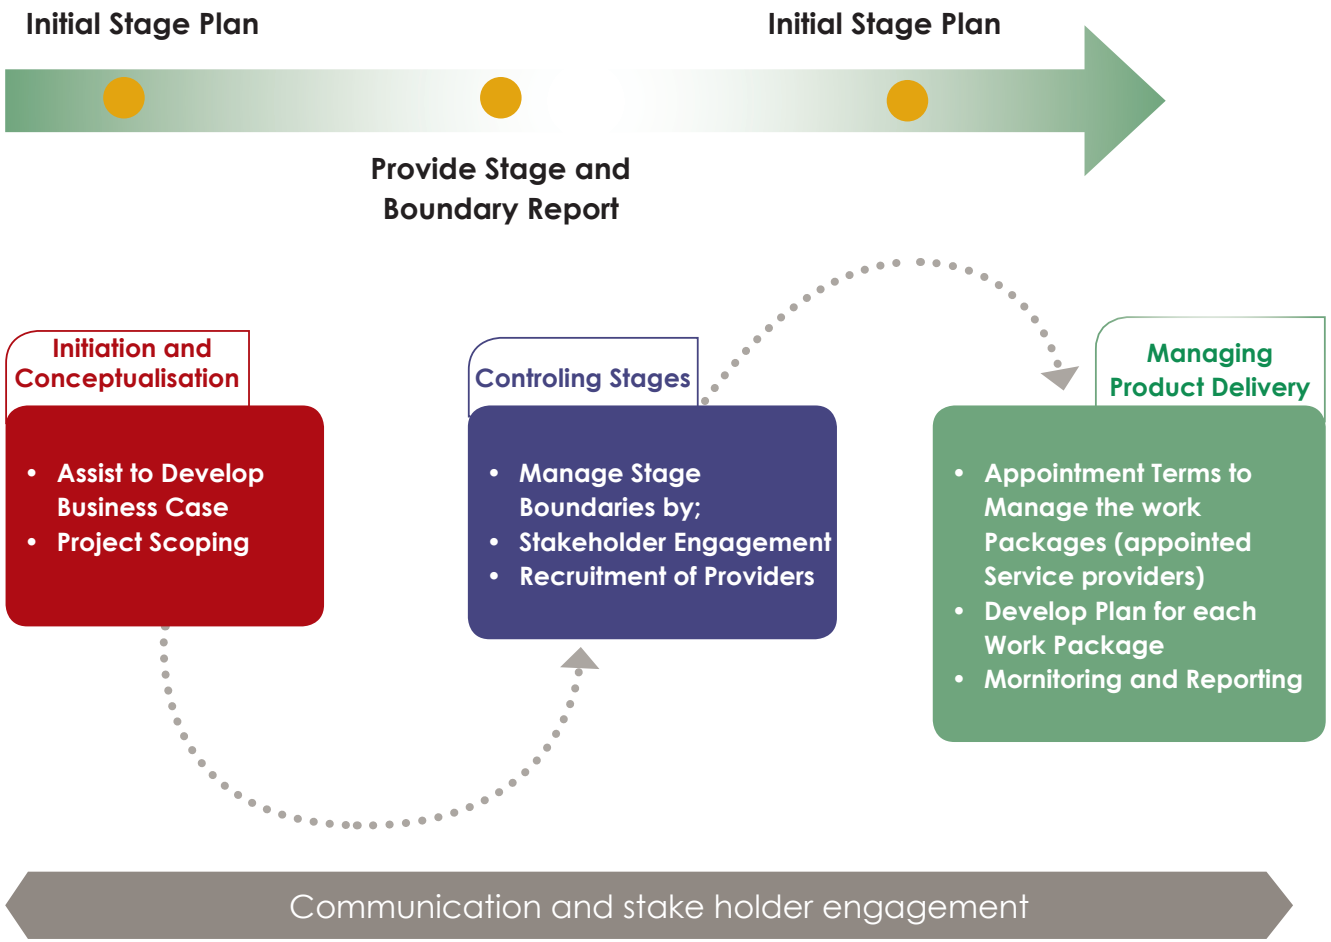 Initial Stage Plan
Initial Stage Plan
Provide Stage and
Boundary Report
Initiation and
Conceptualisation
• Assist to Develop
Business Case
• Project Scoping
Controling Stages
• Manage Stage
Boundaries by;
• Stakeholder Engagement
• Recruitment of Providers
Managing
Product Delivery
• Appointment Terms to
Manage the work
Packages (appointed
Service providers)
• Develop Plan for each
Work Package
• Mornitoring and Reporting
Communication and stake holder engagement